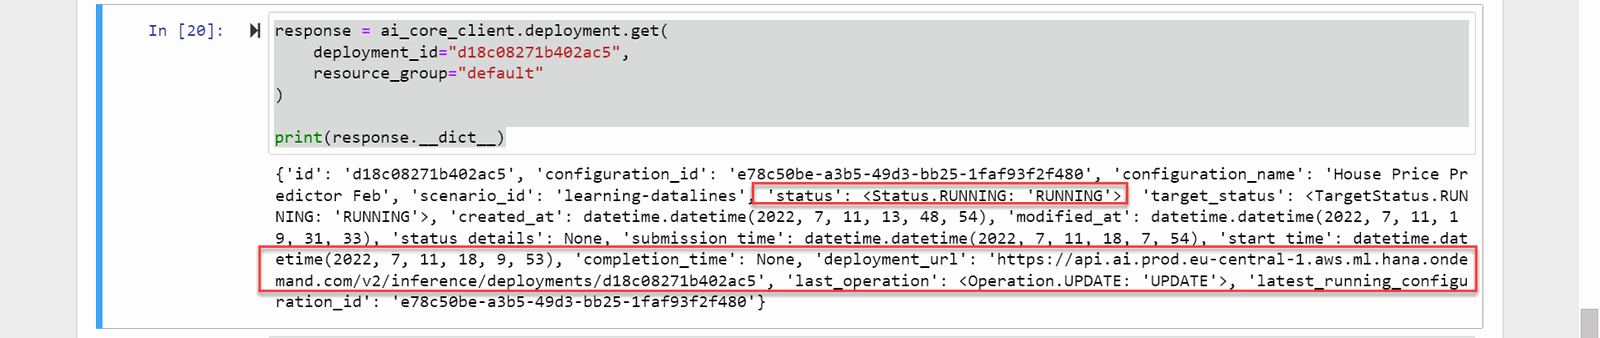 In [20]:
response = ai_core_client.deployment.get(
    deployment_id="d18c08271b402ac5",
    resource_group="default"
)
print(response.__dict__)
{'id': 'd18c08271b402ac5', 'configuration_id': 'e78c50be-a3b5-49d3-bb25-1faf93f2f480', 'configuration_name': 'House Price Pr
edictor Feb', 'scenario_id': 'learning-datalines', 'status': <Status.RUNNING: 'RUNNING'> 'target_status': <TargetStatus.RUN
NING: 'RUNNING'>, 'created_at': datetime.datetime(2022, 7, 11, 13, 48, 54), 'modified_at': datetime.datetime(2022, 7, 11, 1
9, 31, 33), 'status_details': None, 'submission_time': datetime.datetime(2022, 7, 11, 18, 7, 54), 'start_time': datetime.dat
etime(2022, 7, 11, 18, 9, 53), 'completion_time': None, 'deployment_url': 'https://api.ai.prod.eu-central-1.aws.ml.hana.onde
mand.com/v2/inference/deployments/d18c08271b402ac5', 'last_operation': <Operation.UPDATE: 'UPDATE'>, 'latest_running_configu
ration_id': 'e78c50be-a3b5-49d3-bb25-1faf93f2f480'}